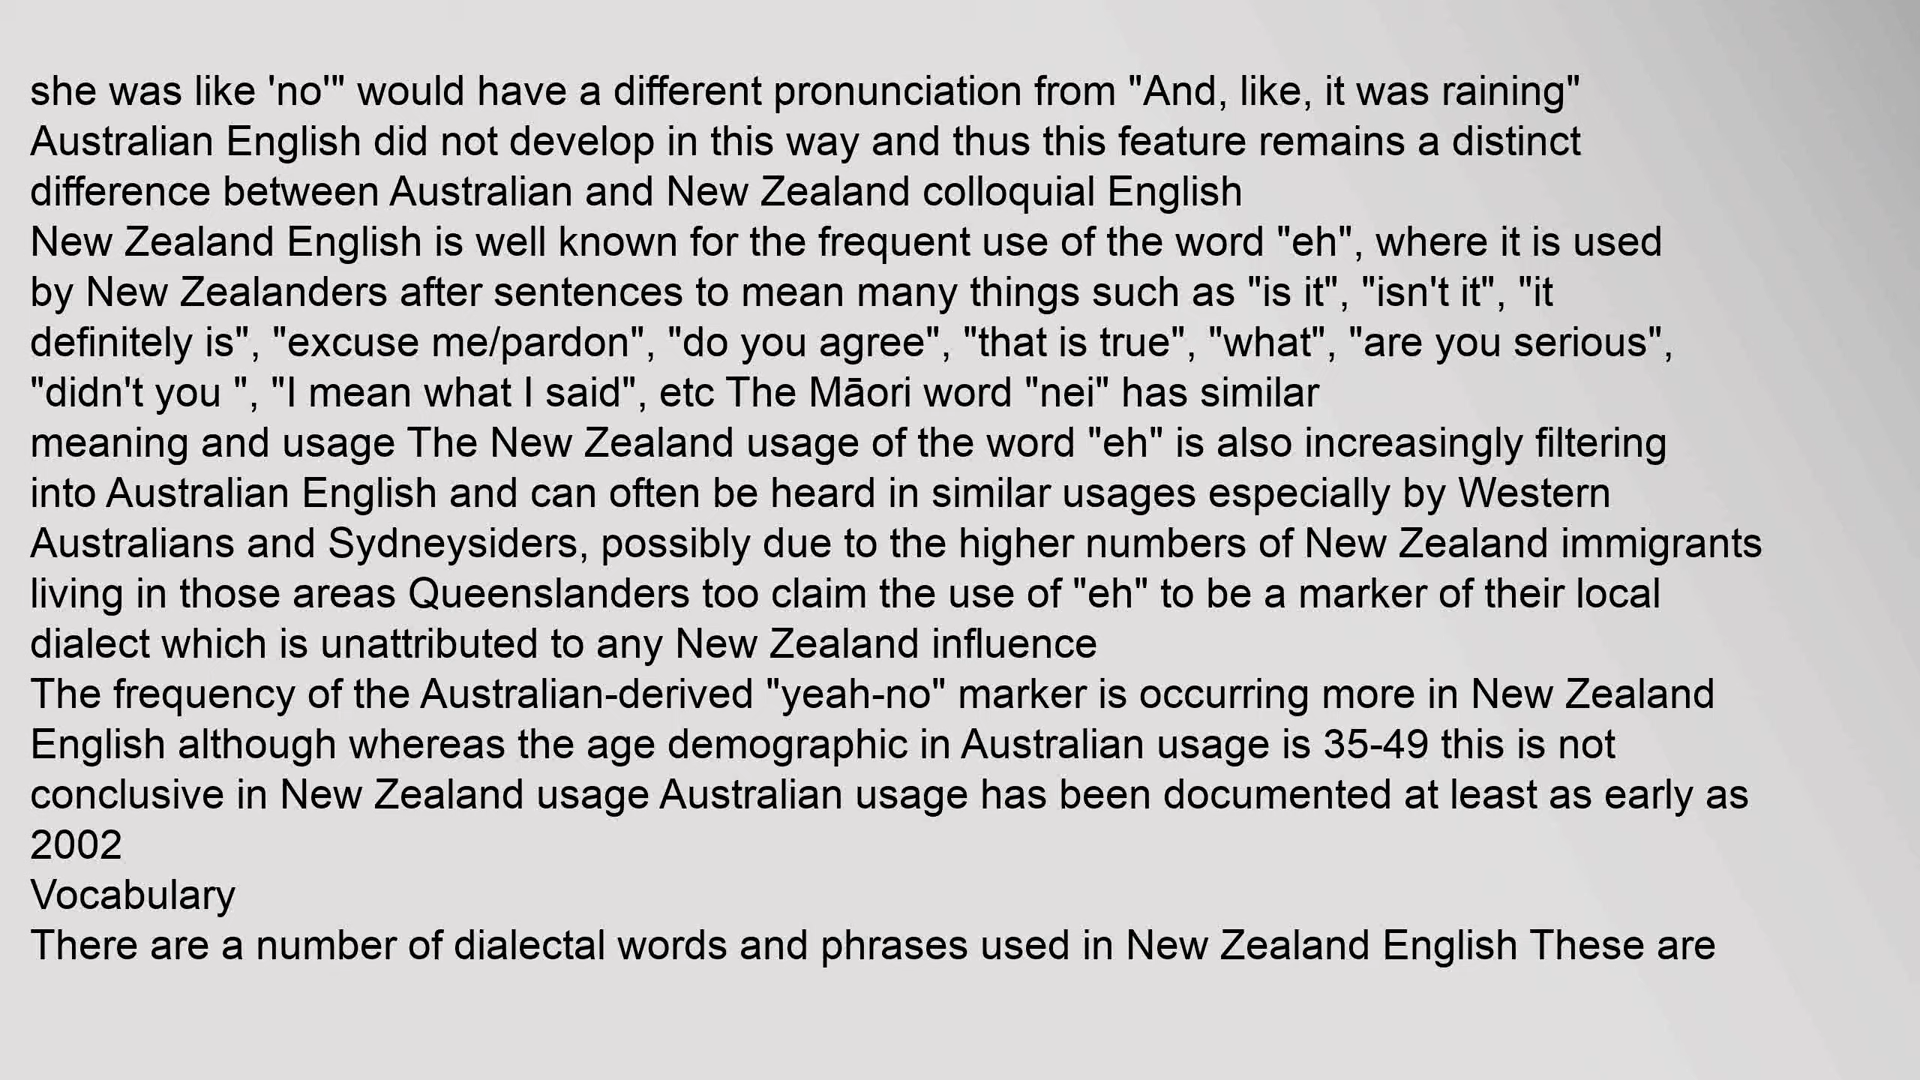 she was like 'no'" would have a different pronunciation from "And, like, it was raining"
Australian English did not develop in this way and thus this feature remains a distinct
difference between Australian and New Zealand colloquial English
New Zealand English is well known for the frequent use of the word "eh", where it is used
by New Zealanders after sentences to mean many things such as "is it", "isn't it", "it
definitely is", "excuse me/pardon", "do you agree", "that is true", "what", "are you serious",
"didn't you ", "I mean what I said", etc The Māori word "nei" has similar
meaning and usage The New Zealand usage of the word "eh" is also increasingly filtering
into Australian English and can often be heard in similar usages especially by Western
Australians and Sydneysiders, possibly due to the higher numbers of New Zealand immigrants
living in those areas Queenslanders too claim the use of "eh" to be a marker of their local
dialect which is unattributed to any New Zealand influence
The frequency of the Australian-derived "yeah-no" marker is occurring more in New Zealand
English although whereas the age demographic in Australian usage is 35-49 this is not
conclusive in New Zealand usage Australian usage has been documented at least as early as
2002
Vocabulary
There are a number of dialectal words and phrases used in New Zealand English These are